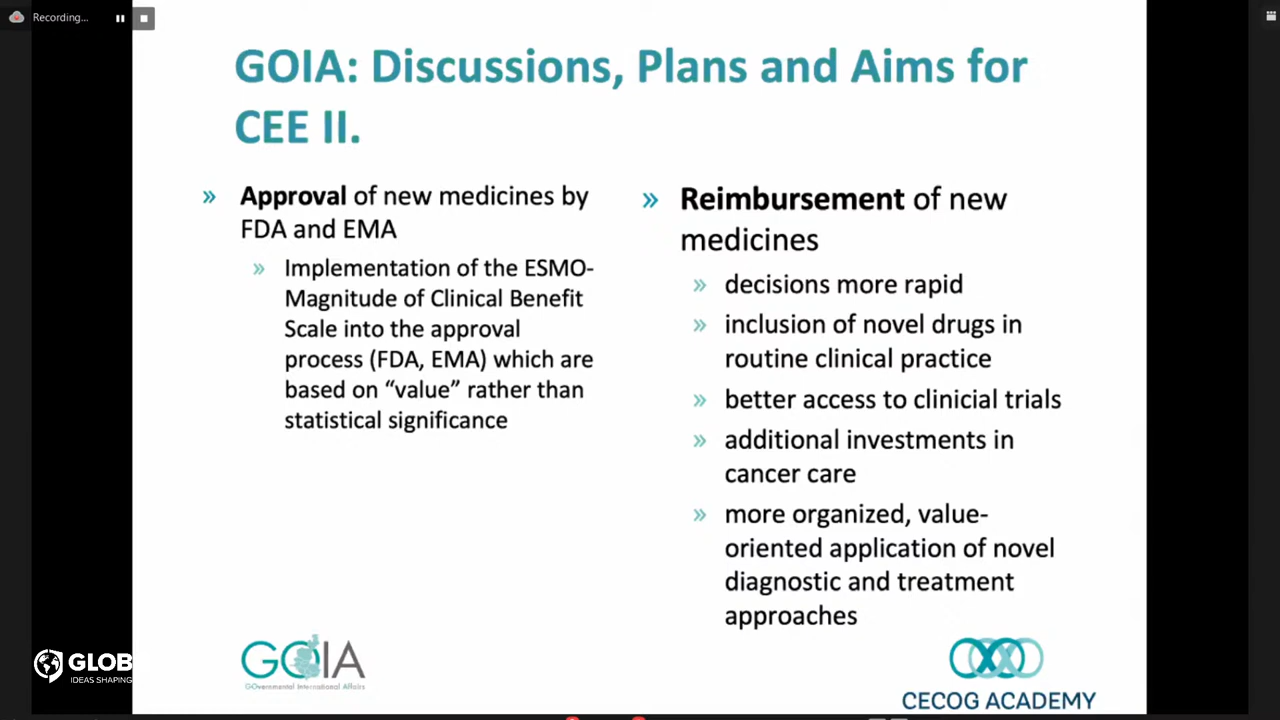 Recording...
GOIA: Discussions, Plans and Aims for
CEE II.
» Approval of new medicines by
FDA and EMA
» Implementation of the ESMO-
Magnitude of Clinical Benefit
Scale into the approval
process (FDA, EMA) which are
based on “value” rather than
statistical significance
» Reimbursement of new
medicines
» decisions more rapid
» inclusion of novel drugs in
routine clinical practice
» better access to clinicial trials
» additional investments in
cancer care
» more organized, value-
oriented application of novel
diagnostic and treatment
approaches
GLOB
IDEAS SHAPING
GOIA
GOvernmental International Affairs
CECOG ACADEMY